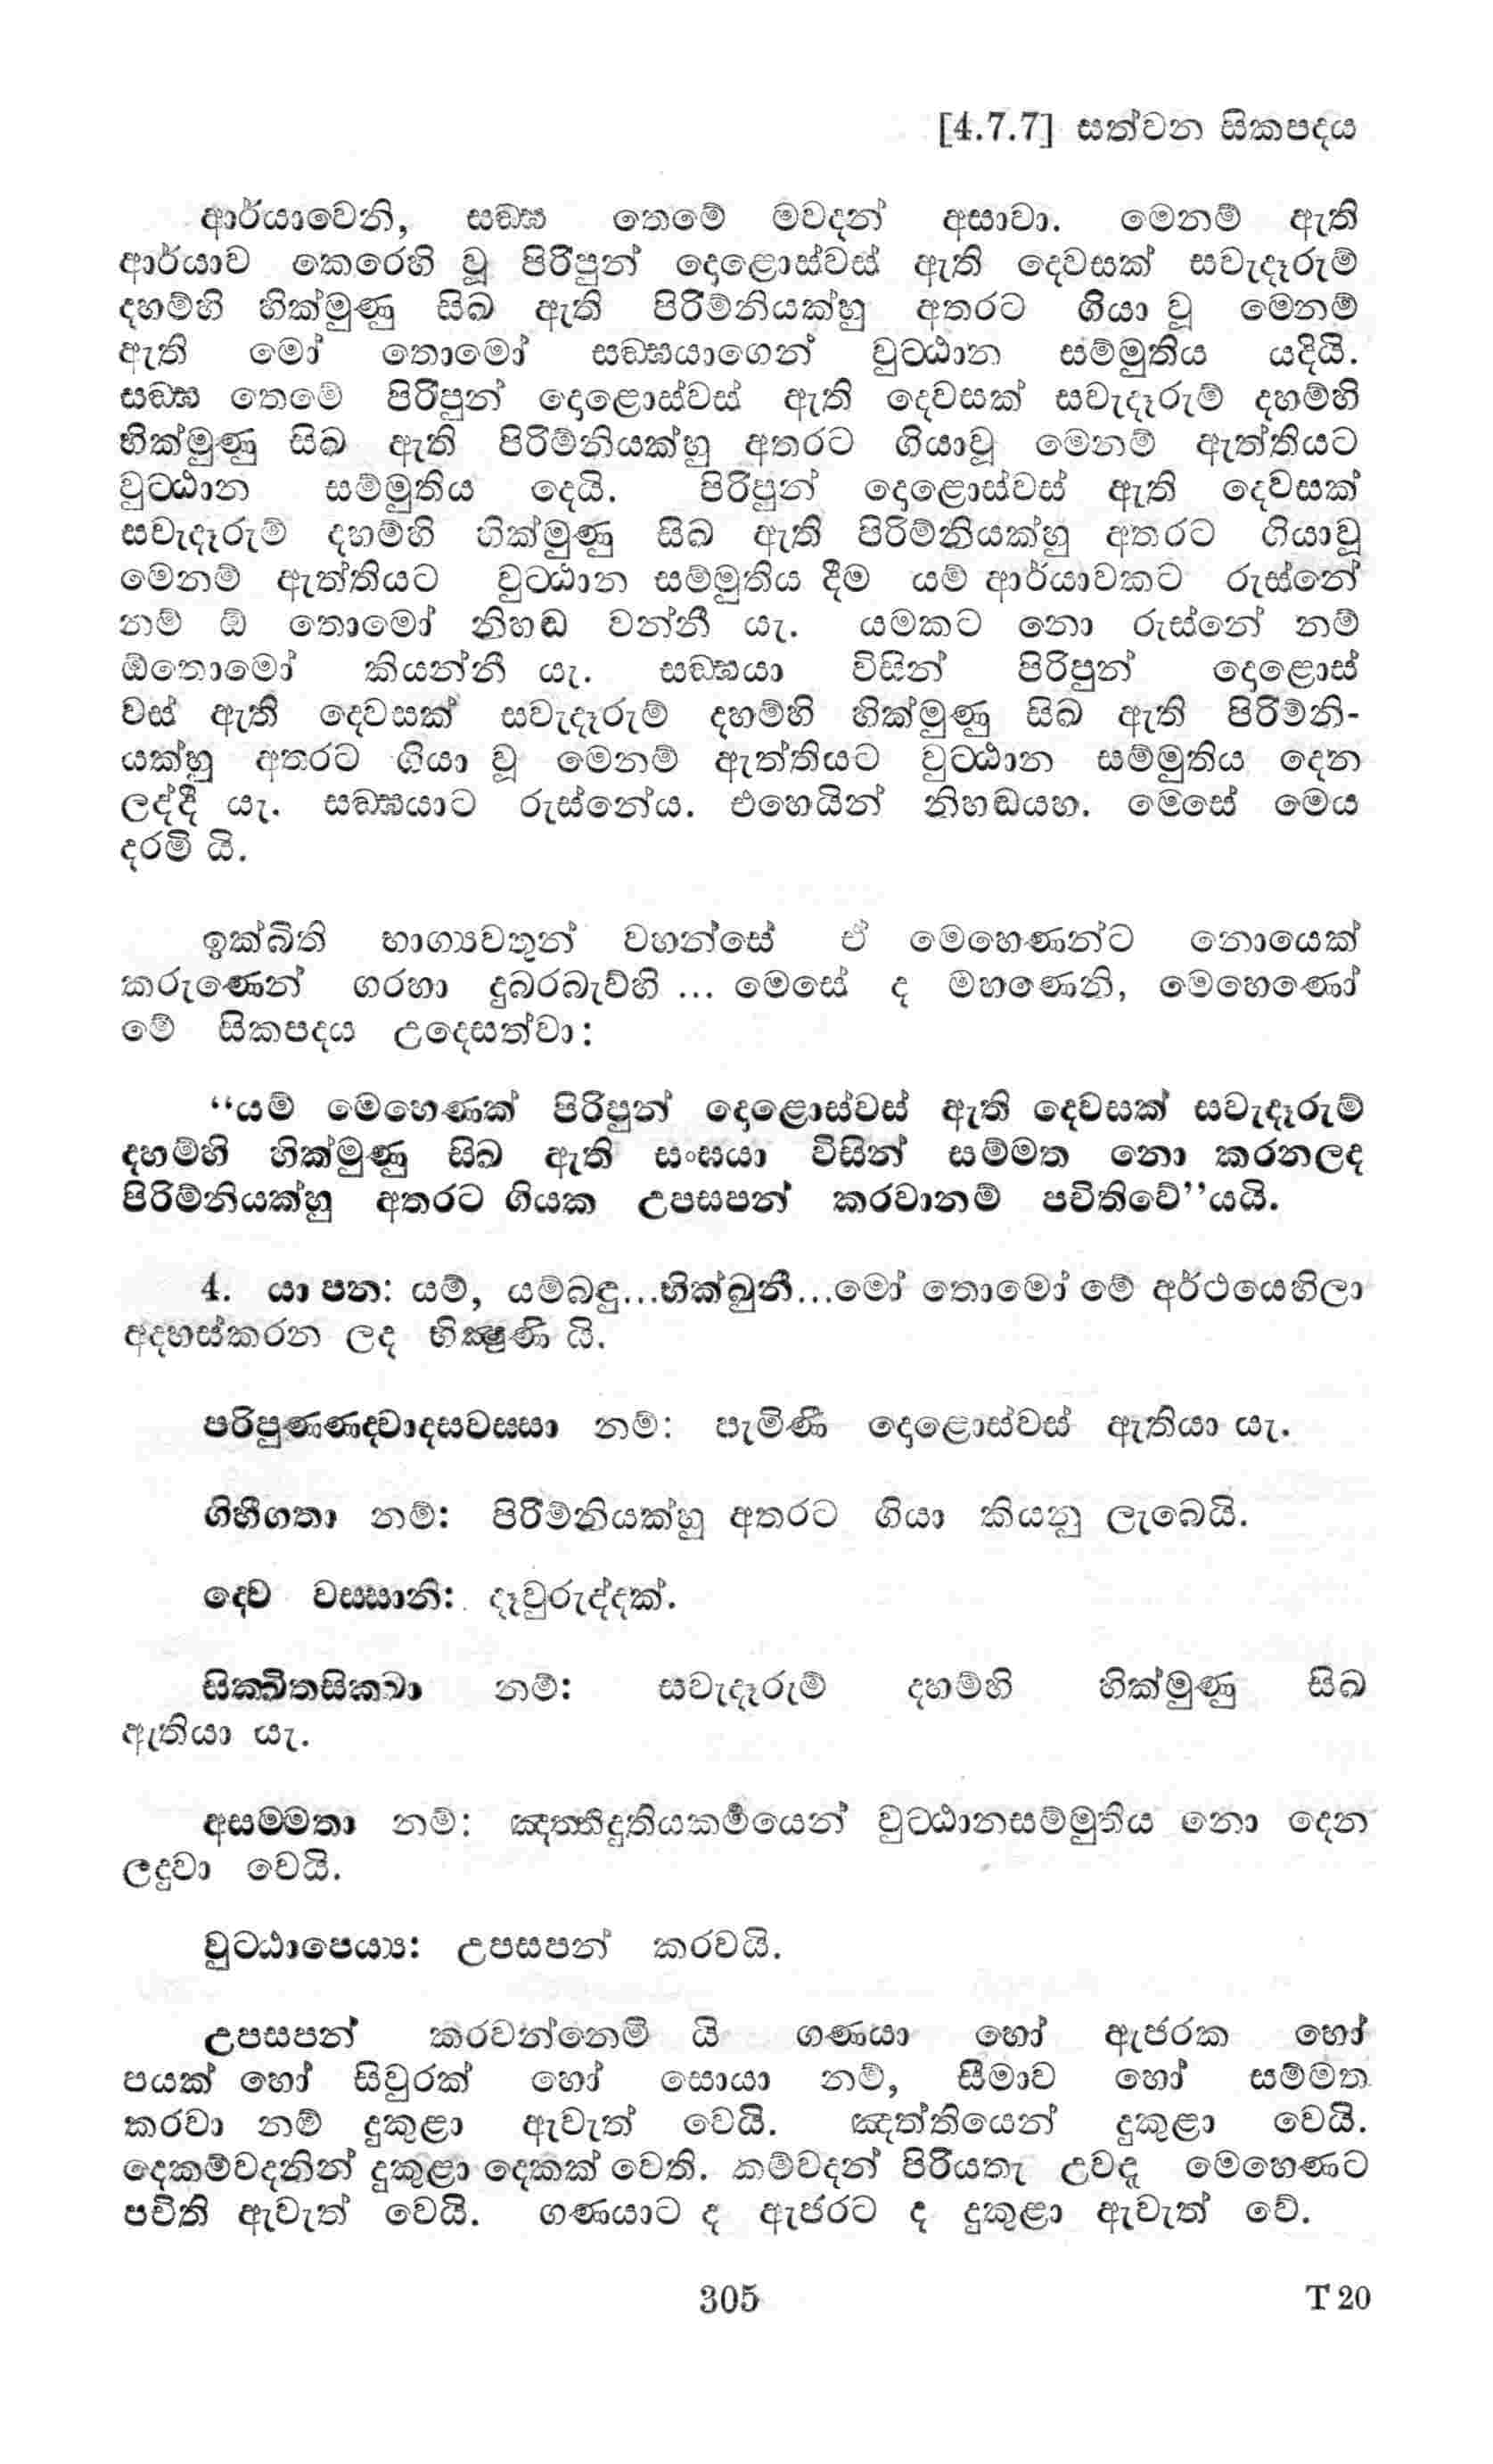 [4.7.7] සත්වන සිකපදය
ආර්යාවෙනි, සඞ්ඝ තෙමේ මවදන් අසාවා. මෙනම් ඇති
ආර්යාව කෙරෙහි වූ පිරිපුන් දොළොස්වස් ඇති දෙවසක් සවැදෑරුම්
දහම්හි හික්මුණු සිඛ ඇති පිරිමිනියක්හු අතරට ගියා වූ මෙනම්
ඇති මෝ තොමෝ සඞ්ඝයාගෙන් වුට්ඨාන සම්මුතිය යදියි.
සඞ්ඝ තෙමේ පිරිපුන් දොළොස්වස් ඇති දෙවසක් සවැදෑරුම් දහම්හි
හික්මුණු සිඛ ඇති පිරිම්නියක්හු අතරට ගියාවූ මෙනම් ඇත්තියට
වුට්ඨාන සම්මුතිය දෙයි. පිරිපුන් දොළොස්වස් ඇති දෙවසක්
සවැදෑරුම් දහම්හි හික්මුණු සිඛ ඇති පිරිම්නියක්හු අතරට ගියාවූ
මෙනම් ඇත්තියට වුට්ඨාන සම්මුතිය දීම යම් ආර්යාවකට රුස්නේ
නම් ඕ තොමෝ නිහඬ වන්නී යැ. යමකට නො රුස්නේ නම්
ඕතොමෝ කියන්නී යැ. සඞ්ඝයා විසින් පිරිපුන් දොළොස්
වස් ඇති දෙවසක් සවැදෑරුම් දහම්හි හික්මුණු සිඛ ඇති පිරිම්නි-
යක්හු අතරට ගියා වූ මෙනම් ඇත්තියට වුට්ඨාන සම්මුතිය දෙන
ලද්දී යැ. සඞ්ඝයාට රුස්නේය. එහෙයින් නිහඬයහ. මෙසේ මෙය
දරමි යි.
ඉක්බිති භාග්‍යවතුන් වහන්සේ ඒ මෙහෙණන්ට නොයෙක්
කරුණෙන් ගරහා දුබරබැව්හි ... මෙසේ ද මහණෙනි, මෙහෙණෝ
මේ සිකපදය උදෙසත්වා:
“යම් මෙහෙණක් පිරිපුන් දොළොස්වස් ඇති දෙවසක් සවැදෑරුම්
දහම්හි හික්මුණු සිඛ ඇති සංඝයා විසින් සම්මත නො කරනලද
පිරිම්නියක්හු අතරට ගියක උපසපන් කරවානම් පචිතිවේ”යයි.
4. යා පන: යම්, යම්බඳු...භික්ඛුනී...මෝ තොමෝ මේ අර්ථයෙහිලා
අදහස්කරන ලද භික්‍ෂුණි යි.
පරිපුණ්ණද්වාදසවස්සා නම්: පැමිණි දොළොස්වස් ඇතියා යැ.
ගිහීගතා නම්: පිරිම්නියක්හු අතරට ගියා කියනු ලැබෙයි.
ද්වෙ වස්සානි: දෑවුරුද්දක්.
සික්ඛිතසික්ඛා නම්: සවැදෑරුම් දහම්හි හික්මුණු සිඛ
ඇතියා යැ.
අසම්මතා නම්: ඤත්තිදුතියකර්‍මයෙන් වුට්ඨානසම්මුතිය නො දෙන
ලදුවා වෙයි.
වුට්ඨාපෙය්‍ය: උපසපන් කරවයි.
උපසපන් කරවන්නෙමි යි ගණයා හෝ ඇජරක හෝ
පයක් හෝ සිවුරක් හෝ සොයා නම්, සීමාව හෝ සම්මත
කරවා නම් දුකුළා ඇවැත් වෙයි. ඤත්තියෙන් දුකුළා වෙයි.
දෙකම්වදනින් දුකුළා දෙකක් වෙති. කම්වදන් පිරියතැ උවදූ මෙහෙණට
පචිති ඇවැත් වෙයි. ගණයාට ද ඇජරට ද දුකුළා ඇවැත් වේ.
305
T 20